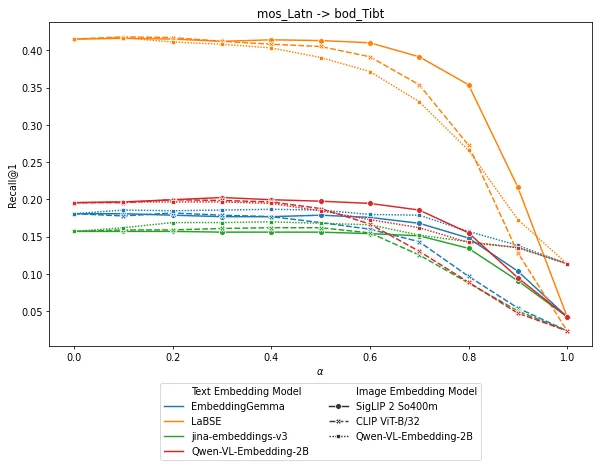 mos_Latn -> bod_Tibt
0.40
0.35
0.30
0.25
0.20
0.15
0.10
0.05
Recall@1
0.0 0.2 0.4 0.6 0.8 1.0
α
Text Embedding Model
EmbeddingGemma
LaBSE
jina-embeddings-v3
Qwen-VL-Embedding-2B
Image Embedding Model
SigLIP 2 So400m
CLIP ViT-B/32
Qwen-VL-Embedding-2B